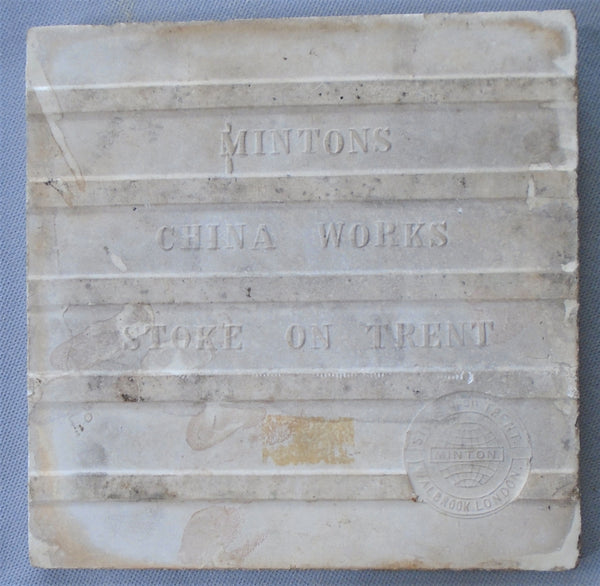 MINTONS
CHINA WORKS
STOKE ON TRENT
MINTON
WALBROOK, LONDON